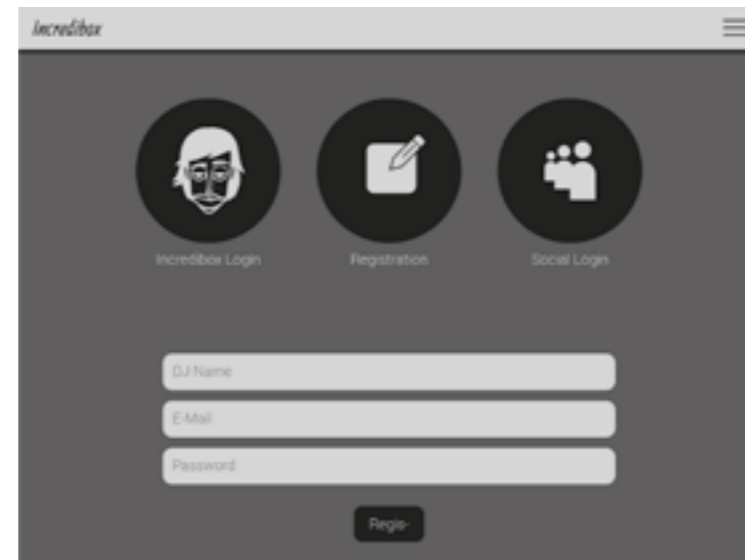 Incredibox
Incredibox Login
Registration
Social Login
DJ Name
E-Mail
Password
Regis-